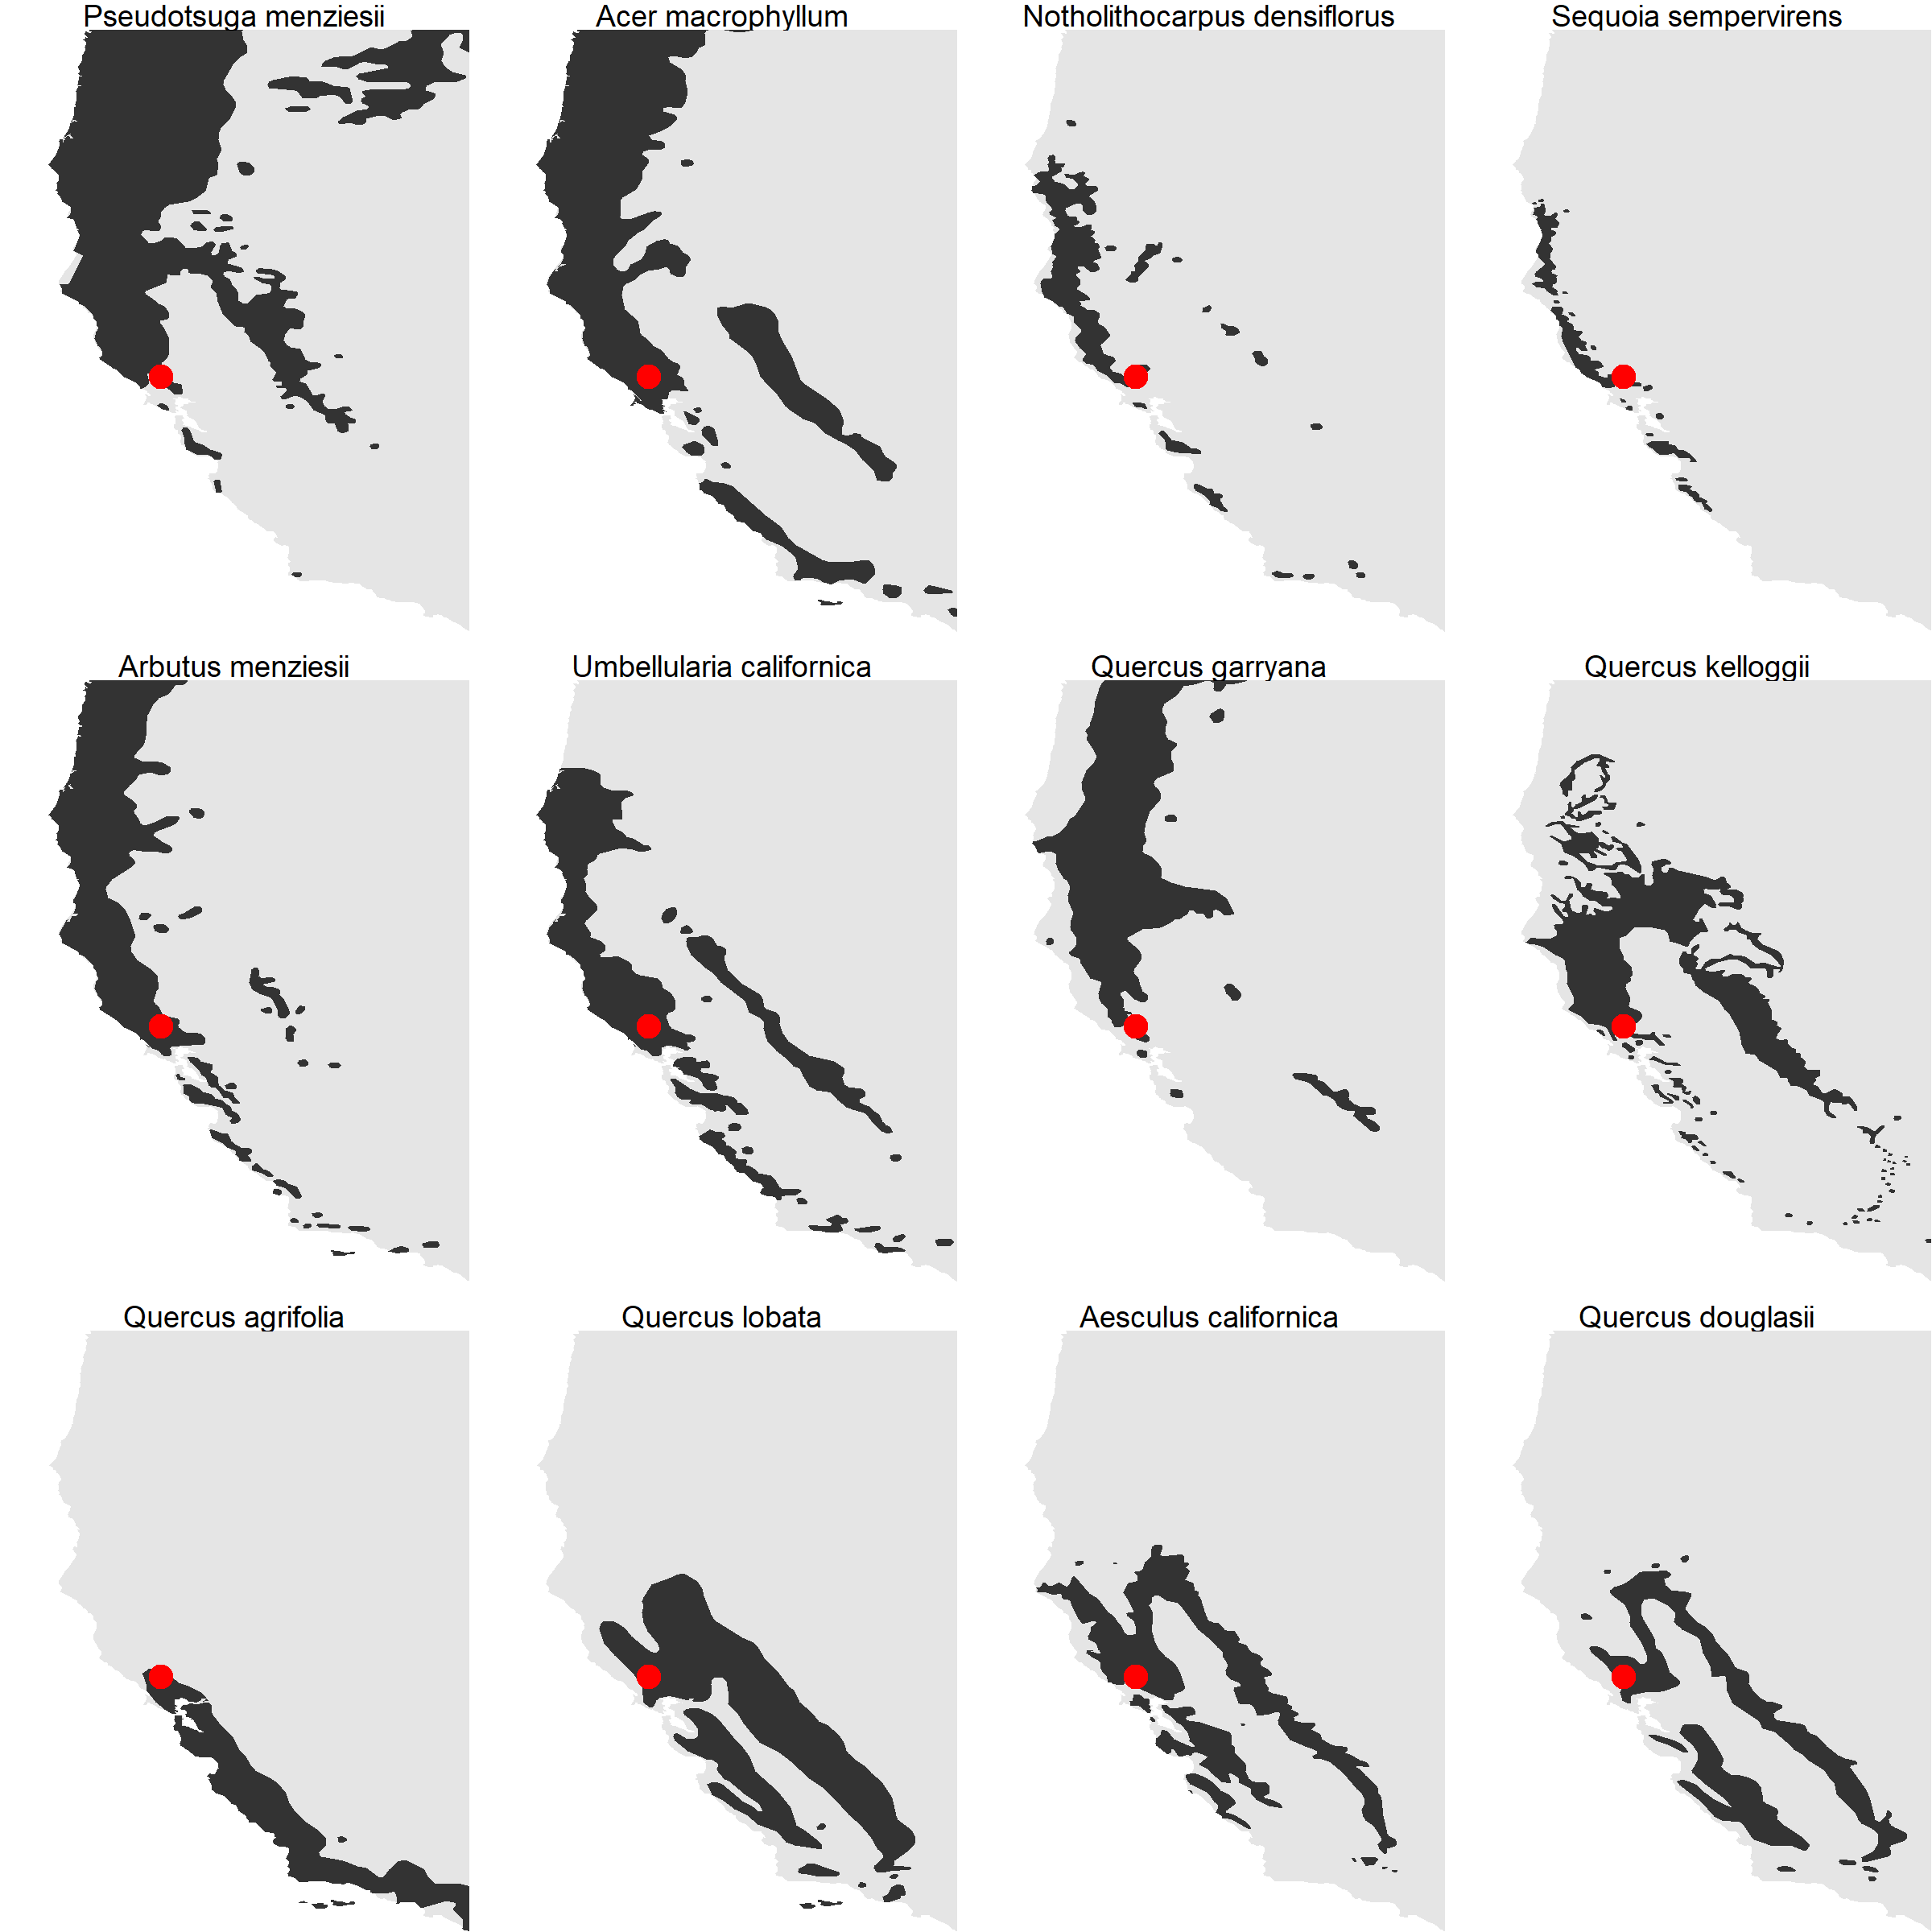 Pseudotsuga menziesii
Acer macrophyllum
Notholithocarpus densiflorus
Sequoia sempervirens
Arbutus menziesii
Umbellularia californica
Quercus garryana
Quercus kelloggii
Quercus agrifolia
Quercus lobata
Aesculus californica
Quercus douglasii